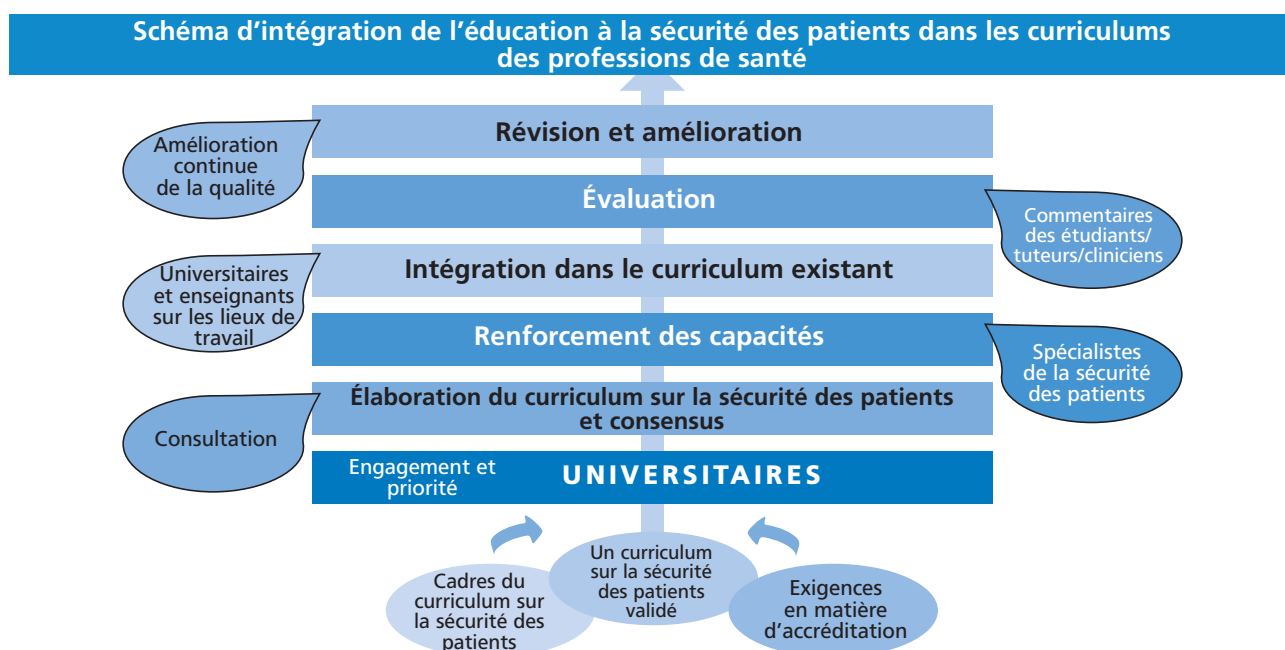 Schéma d’intégration de l’éducation à la sécurité des patients dans les curriculums
des professions de santé
Révision et amélioration
Amélioration
continue
de la qualité
Évaluation
Commentaires
des étudiants/
tuteurs/cliniciens
Intégration dans le curriculum existant
Universitaires
et enseignants
sur les lieux de
travail
Renforcement des capacités
Spécialistes
de la sécurité
des patients
Élaboration du curriculum sur la sécurité des patients
et consensus
Consultation
Engagement et
priorité
UNIVERSITAIRES
Un curriculum
sur la sécurité
des patients
validé
Cadres du
curriculum sur
la sécurité des
patients
Exigences
en matière
d’accréditation